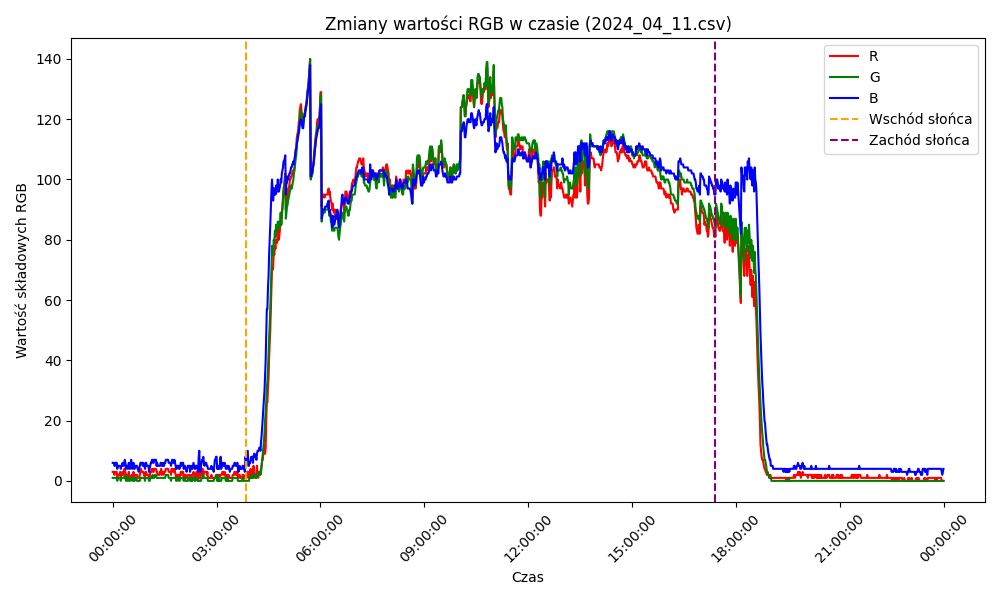 Zmiany wartości RGB w czasie (2024_04_11.csv)
R
G
B
Wschód słońca
Zachód słońca
Wartość składowych RGB
140
120
100
80
60
40
20
0
00:00:00
03:00:00
06:00:00
09:00:00
12:00:00
15:00:00
18:00:00
21:00:00
00:00:00
Czas